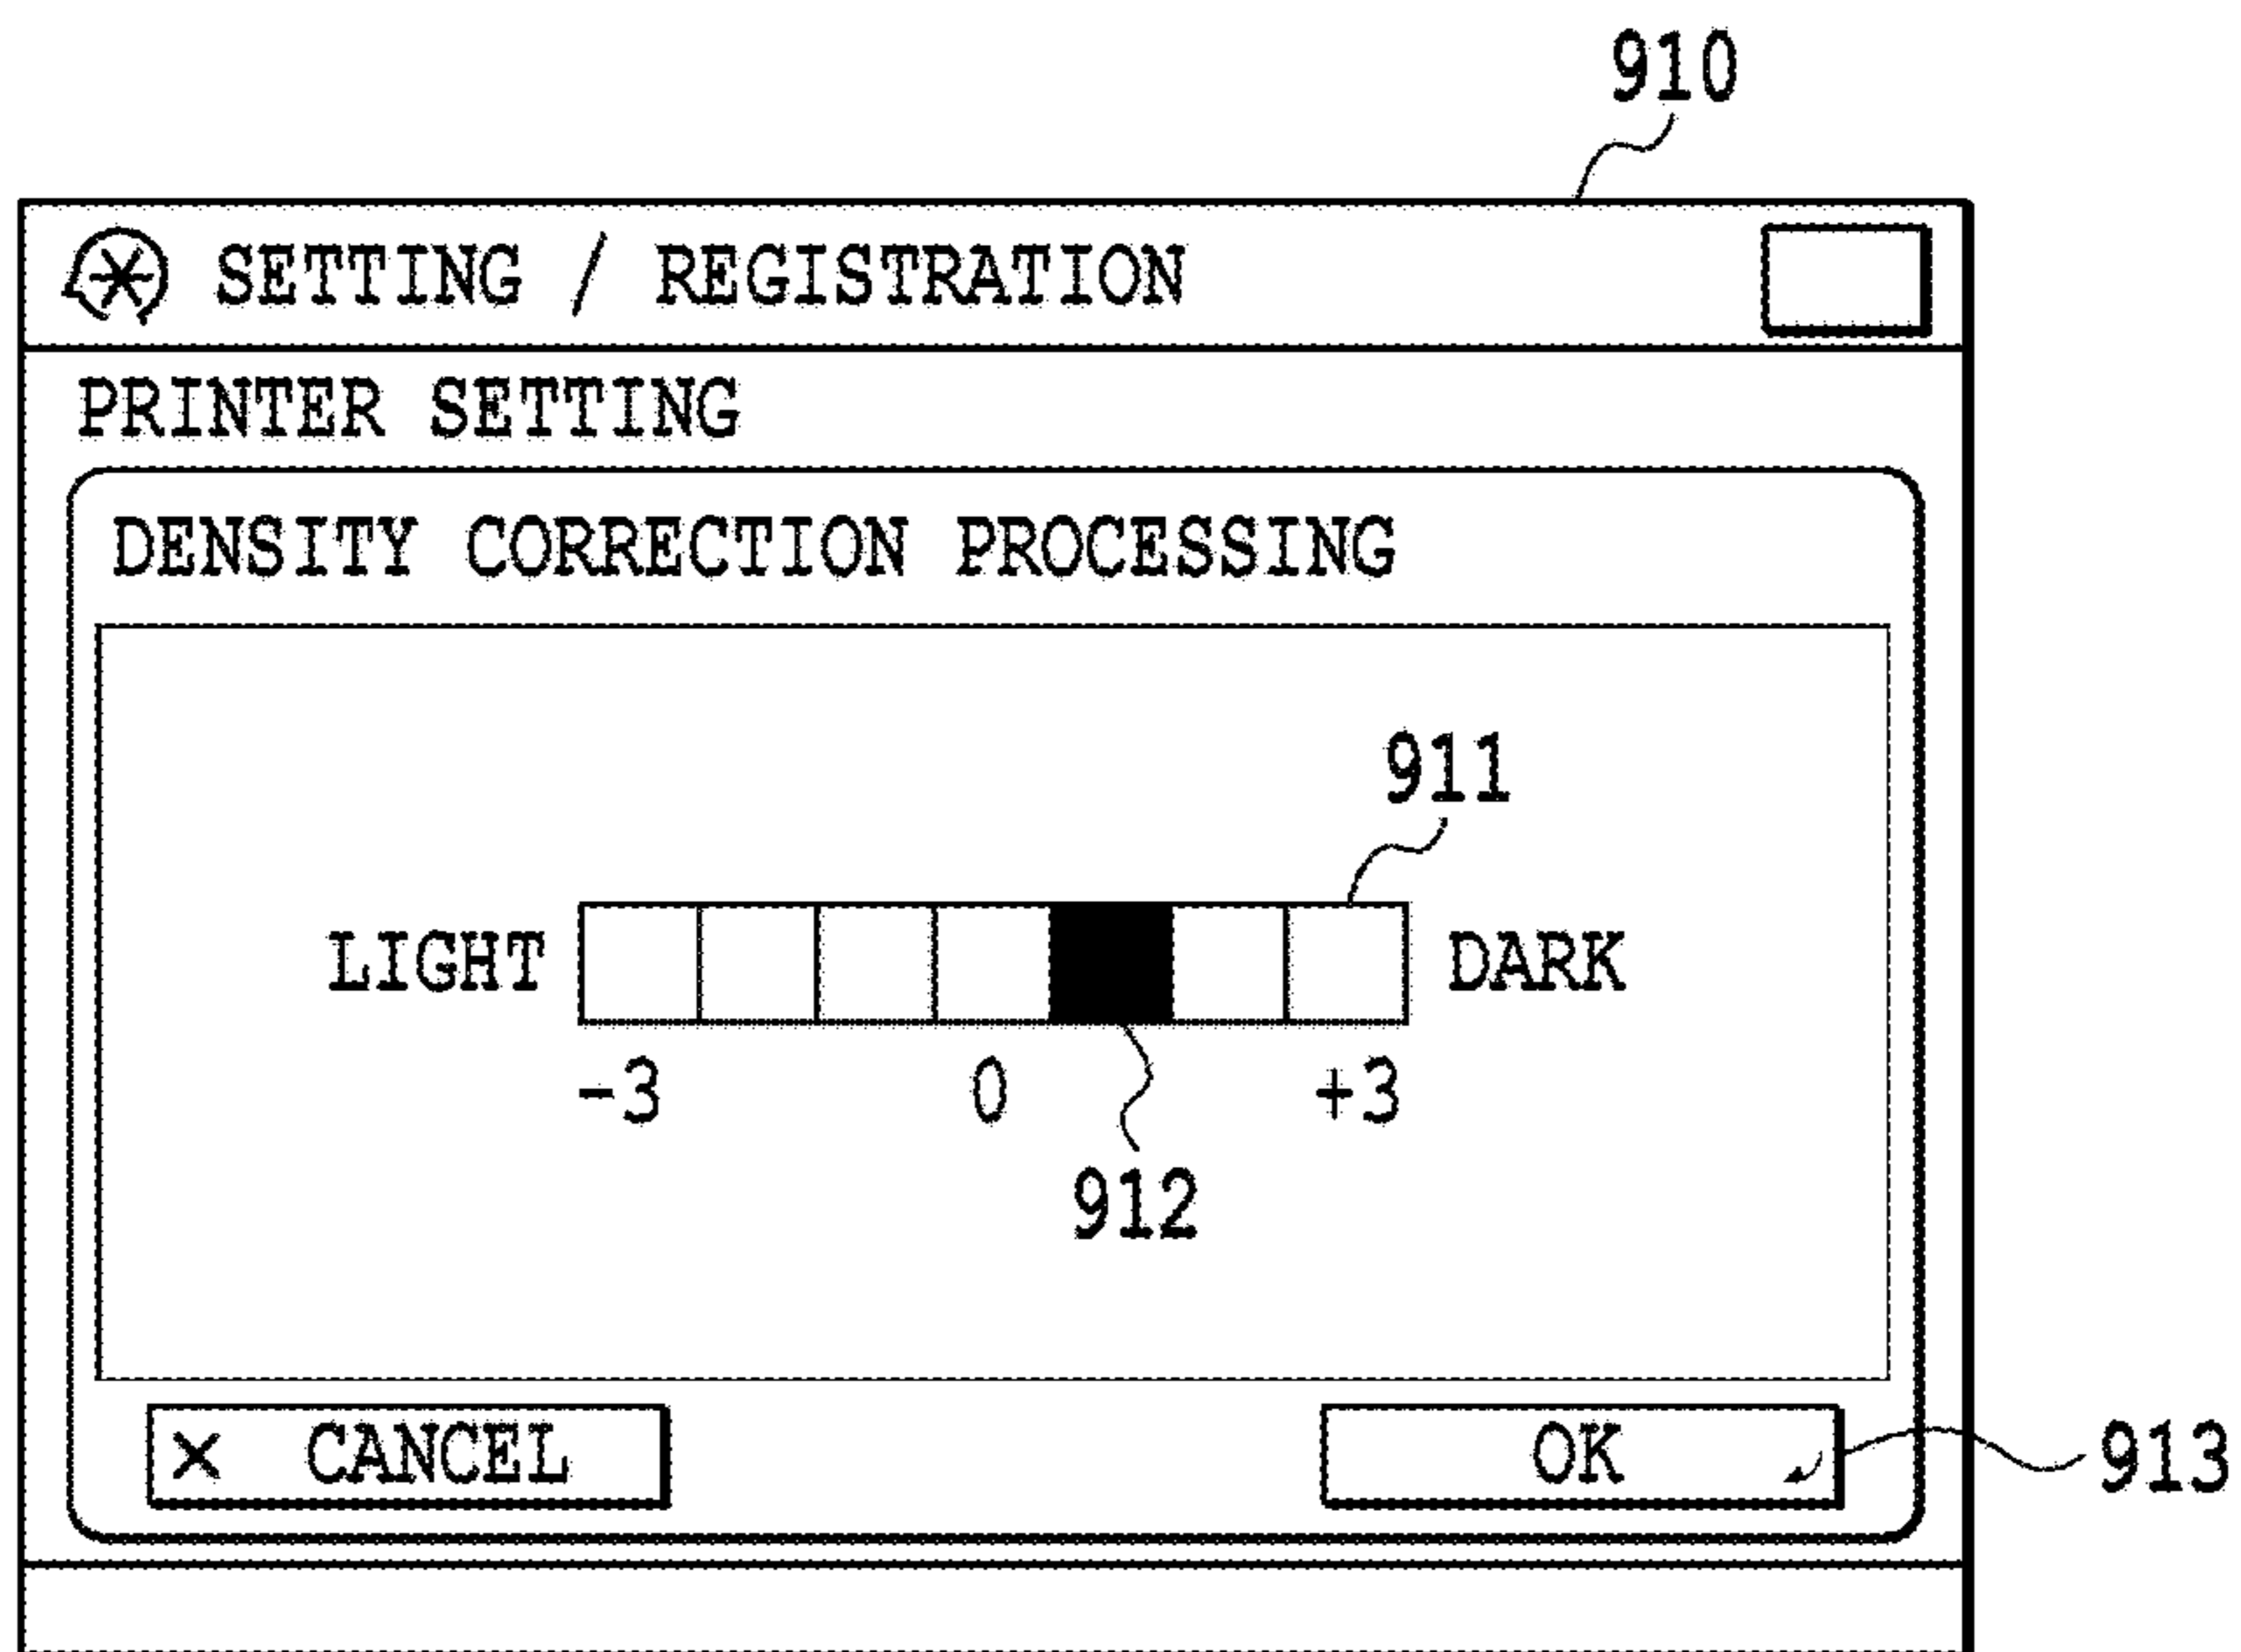 910
SETTING / REGISTRATION
PRINTER SETTING
DENSITY CORRECTION PROCESSING
911
LIGHT DARK
-3 0 +3
912
× CANCEL OK 913